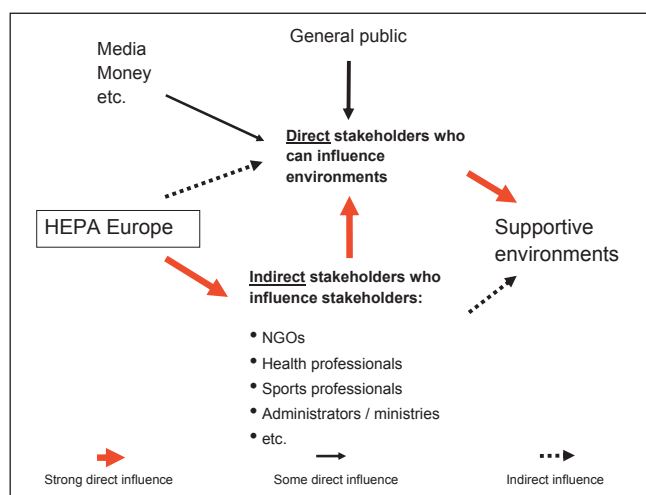 General public
Media
Money
etc.
Direct stakeholders who
can influence
environments
HEPA Europe
Supportive
environments
Indirect stakeholders who
influence stakeholders:
• NGOs
• Health professionals
• Sports professionals
• Administrators / ministries
• etc.
Strong direct influence
Some direct influence
Indirect influence